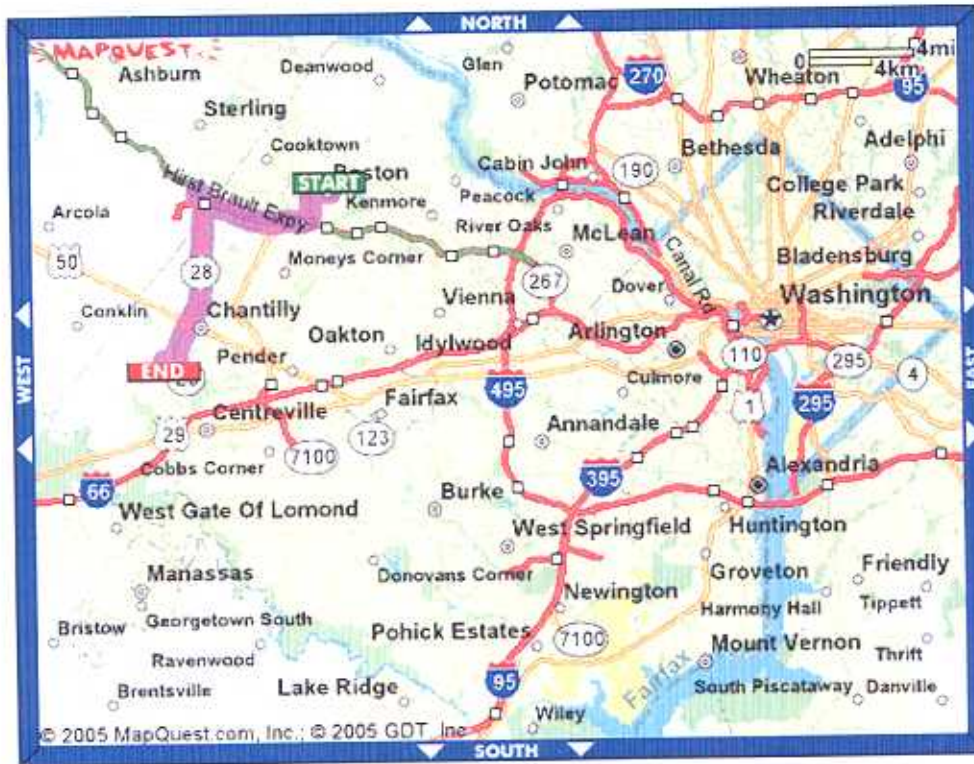 NORTH
MAPQUEST.
4mi
4km
Ashburn
Deanwood
Glen
Potomac
270
Wheaton
95
Sterling
Adelphi
Cooktown
Bethesda
Cabin John
190
START
College Park
Peacock
Arcola
Hirst Brault Expy
Kenmore
Riverdale
River Oaks
McLean
50
Moneys Corner
Canal Rd
Bladensburg
28
267
Dover
Washington
Vienna
Conklin
Chantilly
Oakton
Idylwood
Arlington
Pender
110
295
WEST
END
EAST
Culmore
4
495
Fairfax
1
295
Centreville
29
123
Annandale
7100
Cobbs Corner
Alexandria
66
395
Burke
West Gate Of Lomond
West Springfield
Huntington
Manassas
Donovans Corner
Friendly
Groveton
Newington
Tippett
Harmony Hall
Georgetown South
Bristow
Pohick Estates
7100
Mount Vernon
Ravenwood
Thrift
95
Fairfax
Brentsville
Lake Ridge
South Piscataway
Danville
Wiley
© 2005 MapQuest.com, Inc.; © 2005 GDT, Inc
SOUTH